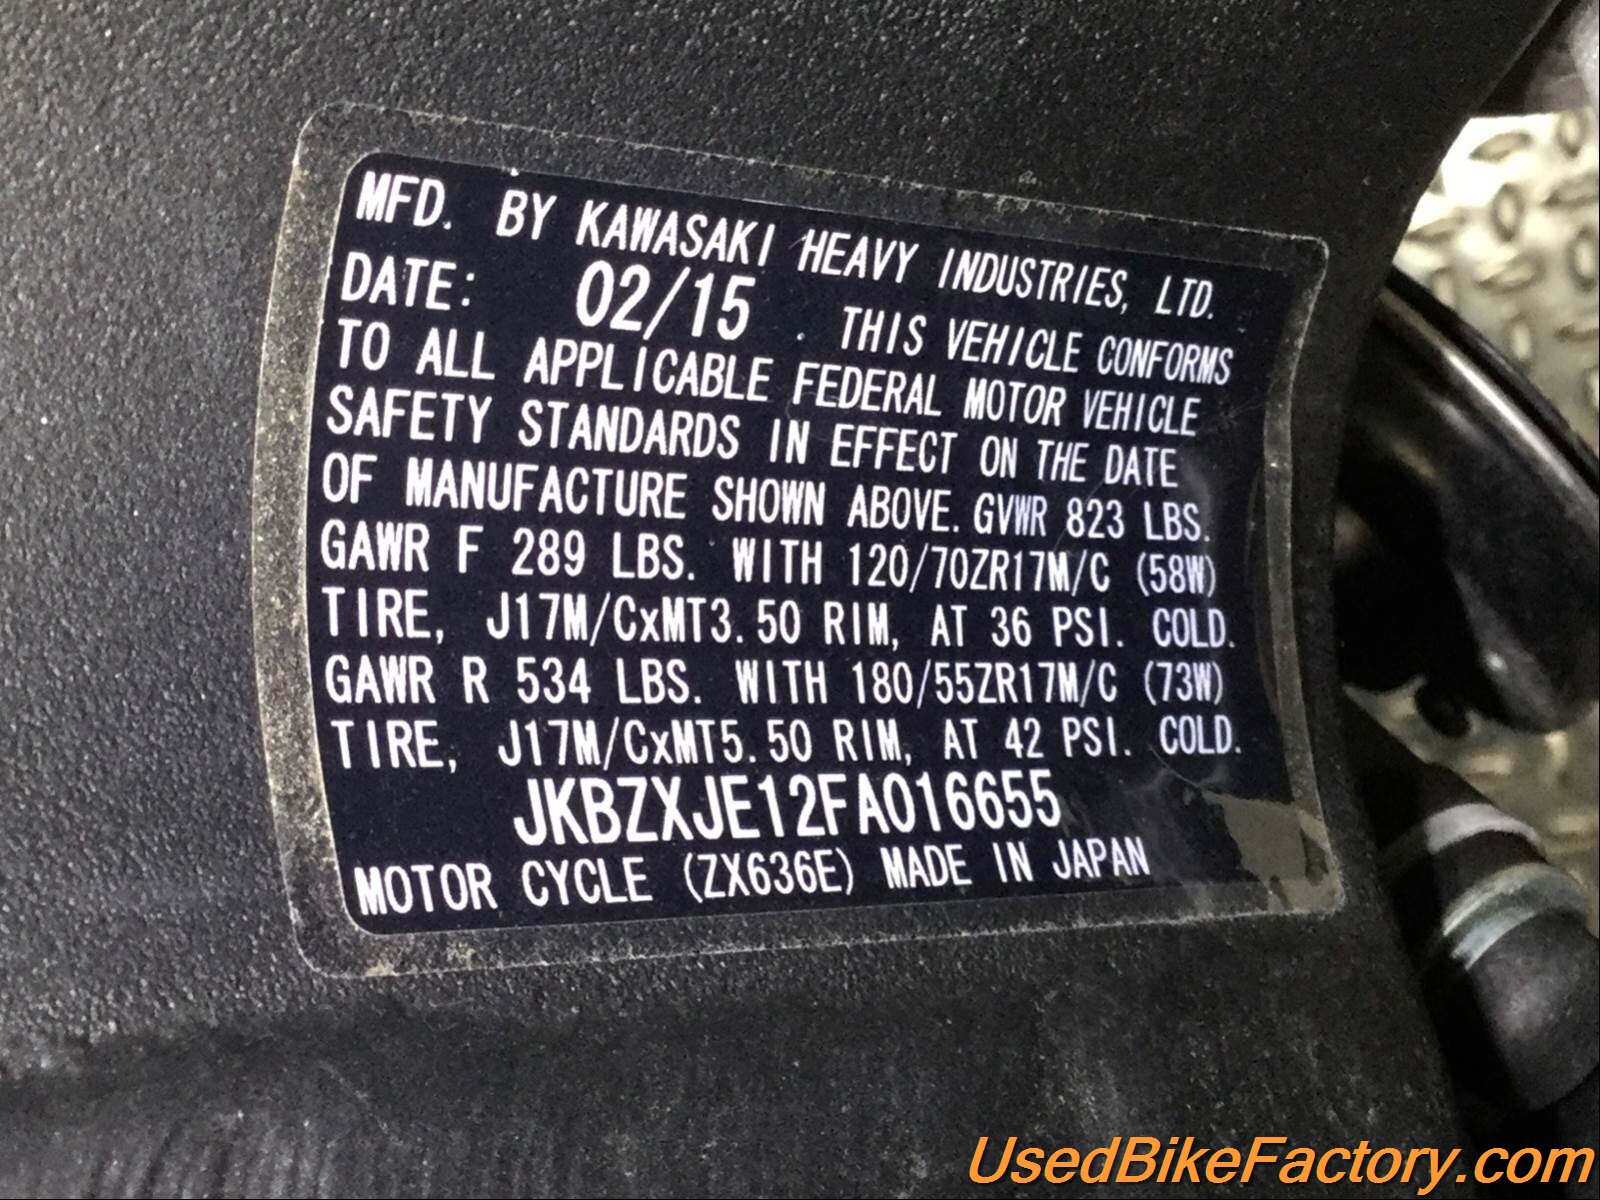 MFD. BY KAWASAKI HEAVY INDUSTRIES, LTD.
DATE: 02/15 . THIS VEHICLE CONFORMS
TO ALL APPLICABLE FEDERAL MOTOR VEHICLE
SAFETY STANDARDS IN EFFECT ON THE DATE
OF MANUFACTURE SHOWN ABOVE. GVWR 823 LBS.
GAWR F 289 LBS. WITH 120/70ZR17M/C (58W)
TIRE, J17M/CxMT3.50 RIM, AT 36 PSI. COLD.
GAWR R 534 LBS. WITH 180/55ZR17M/C (73W)
TIRE, J17M/CxMT5.50 RIM, AT 42 PSI. COLD.
JKBZXJE12FA016655
MOTOR CYCLE (ZX636E) MADE IN JAPAN
UsedBikeFactory.com